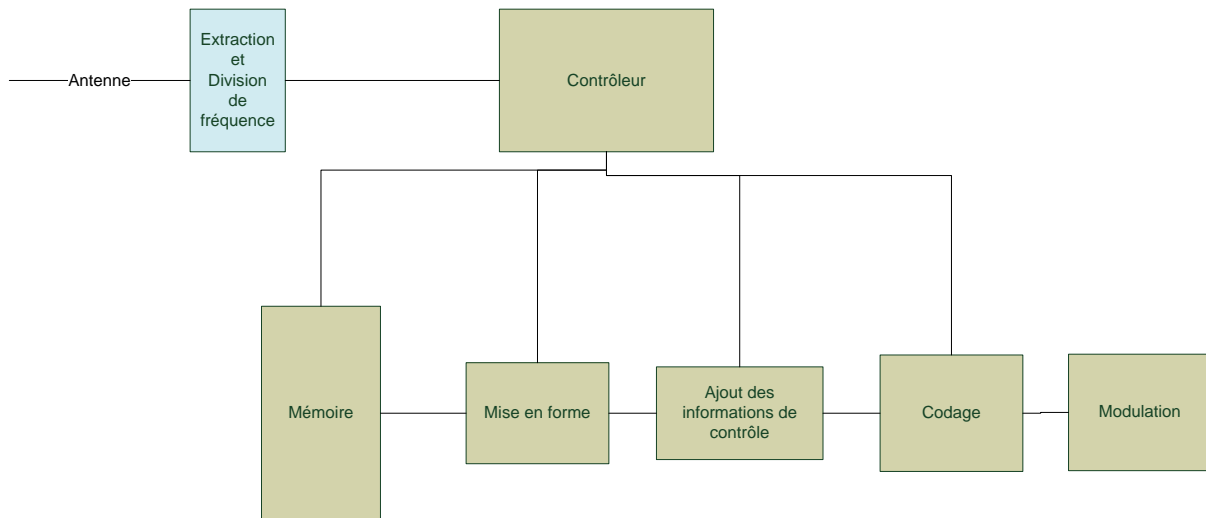 Extraction
et
Division
de
fréquence
Antenne
Contrôleur
Mémoire
Mise en forme
Ajout des
informations de
contrôle
Codage
Modulation